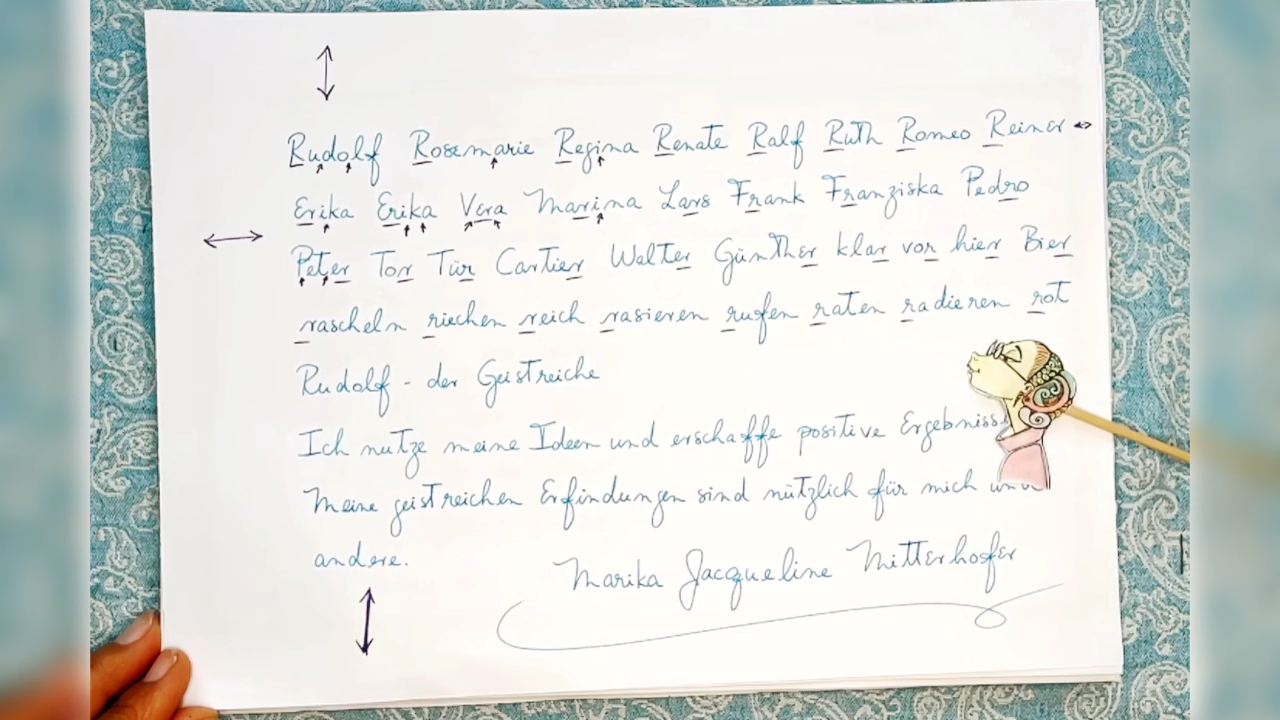 Rudolf Rosemarie Regina Renate Ralf Ruth Romeo Reiner
Erika Erika Vera Marina Lars Frank Franziska Pedro
Peter Tor Tür Cartier Walter Günther klar vor hier Bier
rascheln riechen reich rasieren rufen raten radieren rot
Rudolf - der Geistreiche
Ich nutze meine Ideen und erschaffe positive Ergebniss
Meine geistreichen Erfindungen sind nützlich für mich und
andere.
Marika Jacqueline Mitterhofer